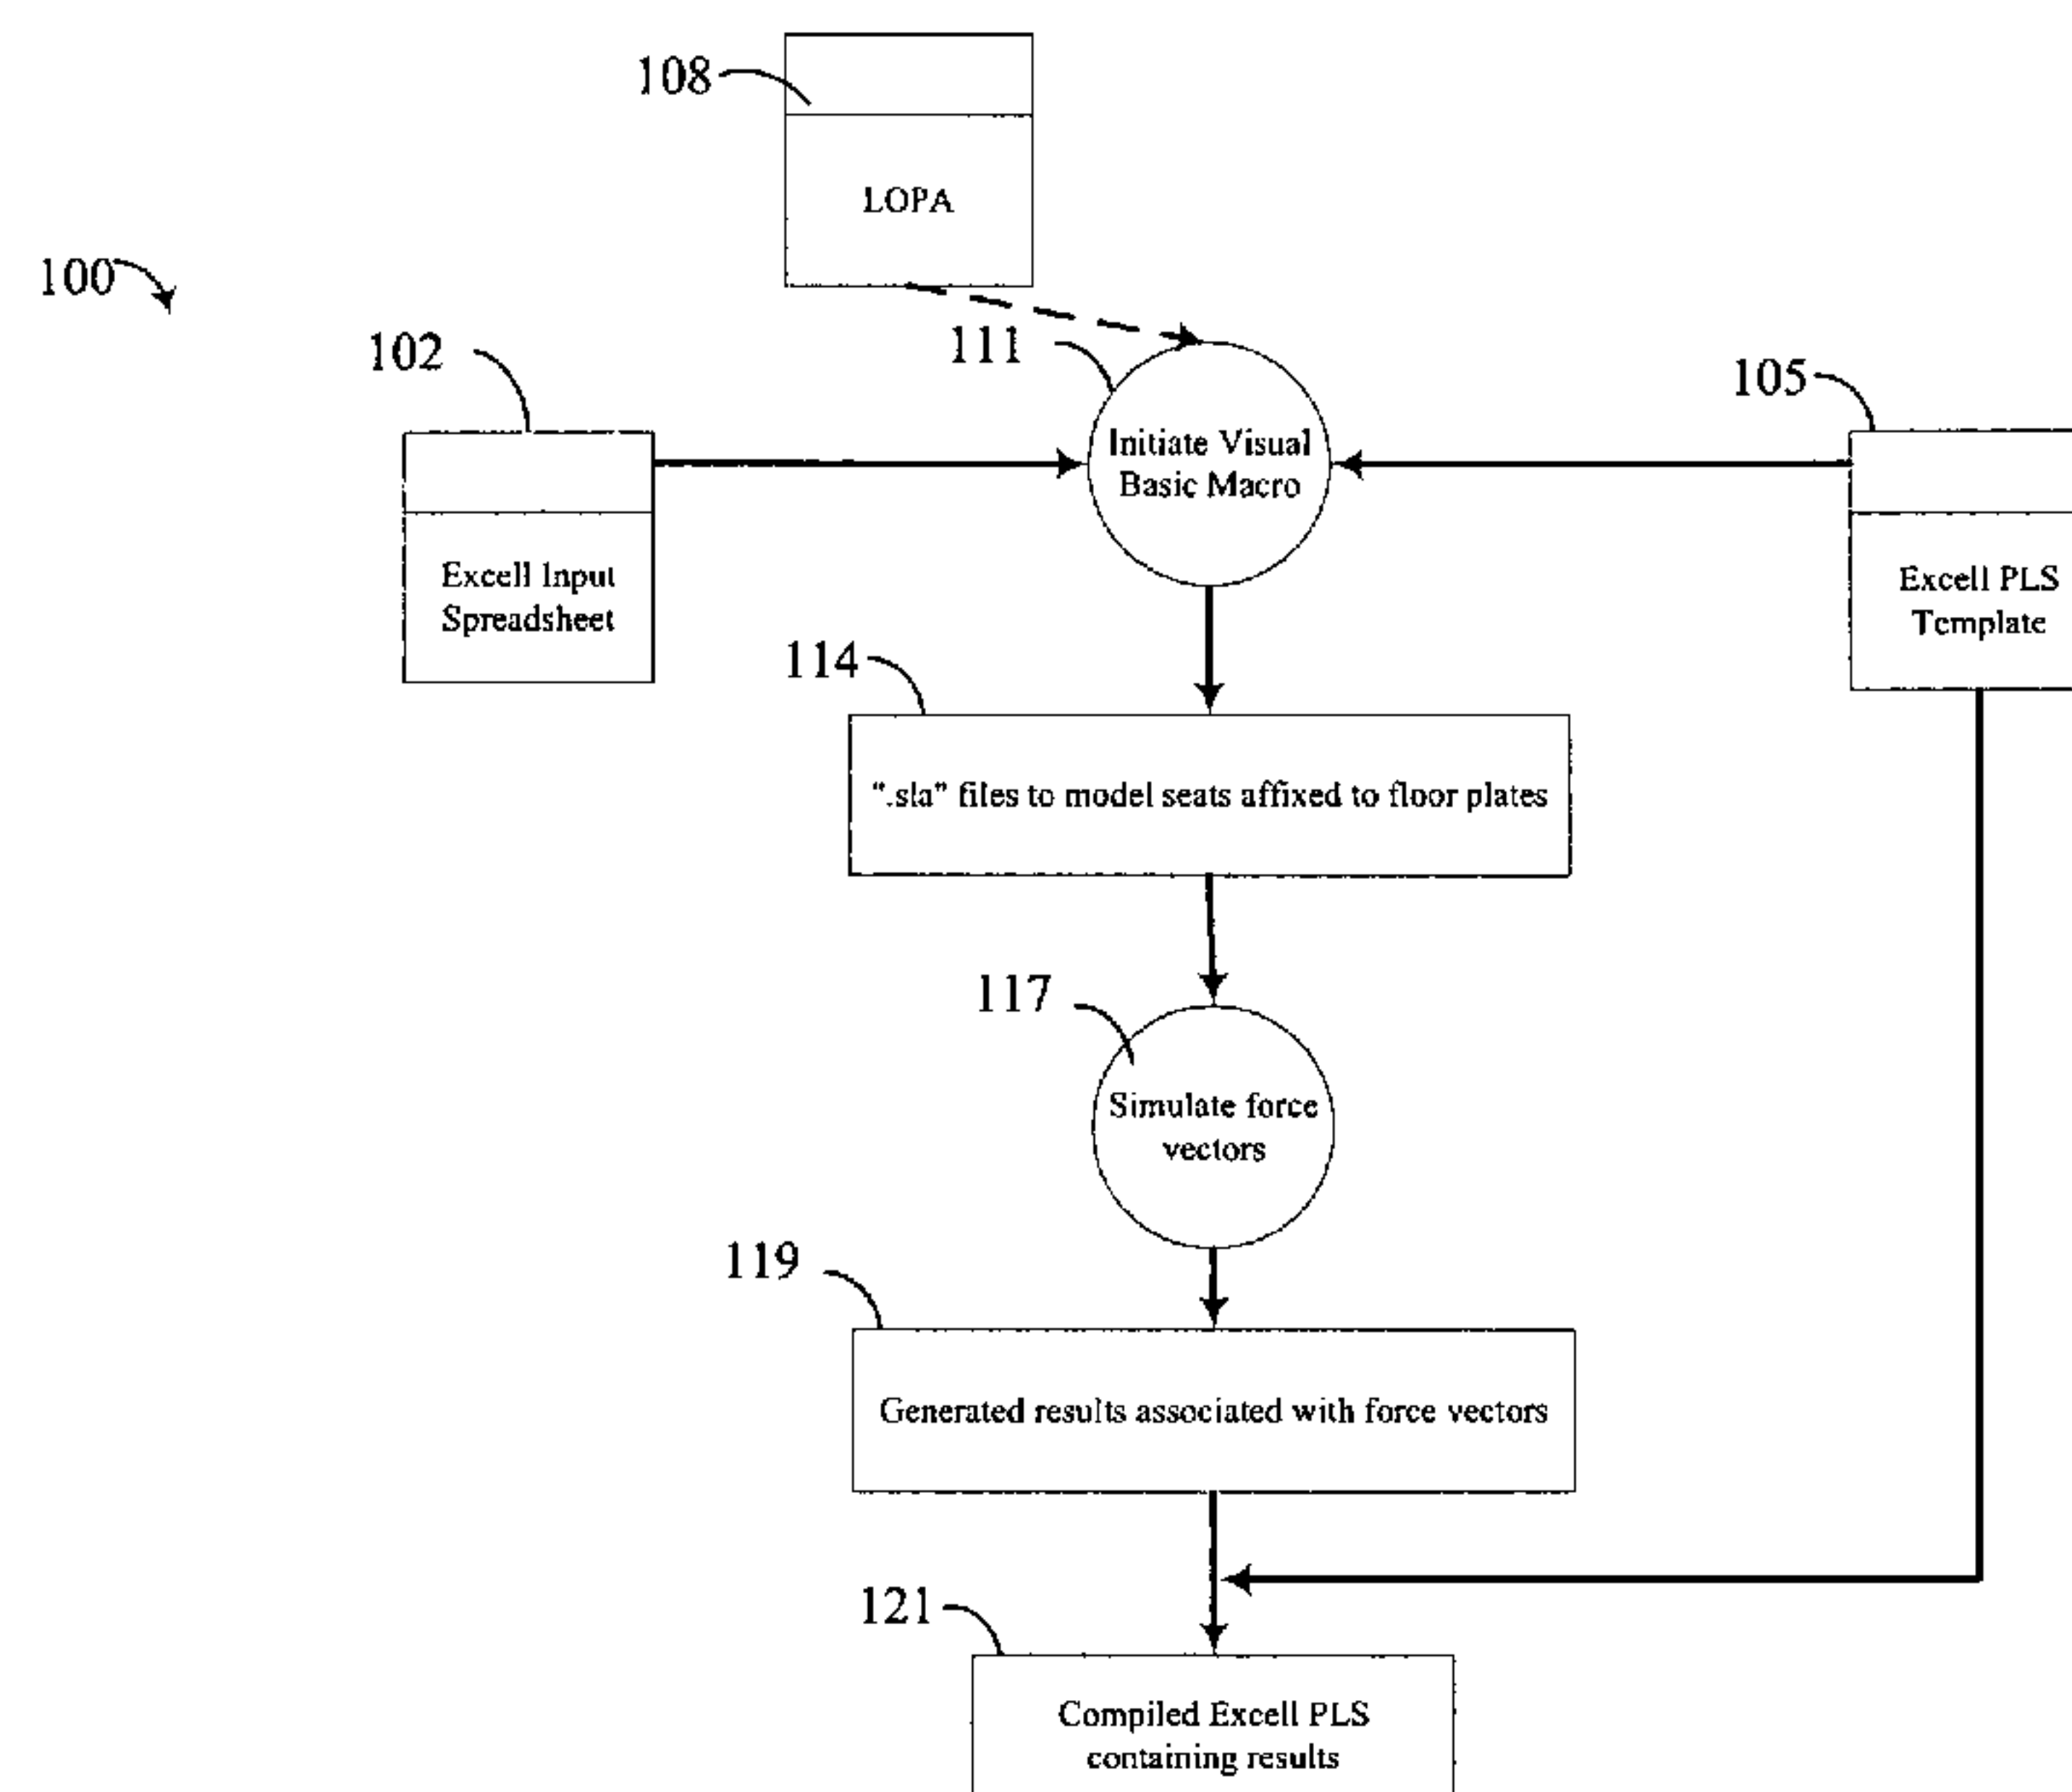 108
LOPA
100
111
102
105
Initiate Visual
Basic Macro
Excell Input
Spreadsheet
Excell PLS
Template
114
".sla" files to model seats affixed to floor plates
117
Simulate force
vectors
119
Generated results associated with force vectors
121
Compiled Excell PLS
containing results